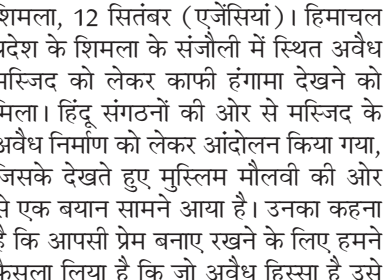 शिमला, 12 सितंबर (एजेंसियां)। हिमाचल
प्रदेश के शिमला के संजौली में स्थित अवैध
मस्जिद को लेकर काफी हंगामा देखने को
मिला। हिंदू संगठनों की ओर से मस्जिद के
अवैध निर्माण को लेकर आंदोलन किया गया,
जिसके देखते हुए मुस्लिम मौलवी की ओर
से एक बयान सामने आया है। उनका कहना
है कि आपसी प्रेम बनाए रखने के लिए हमने
फैसला लिया है कि जो अवैध हिस्सा है उसे